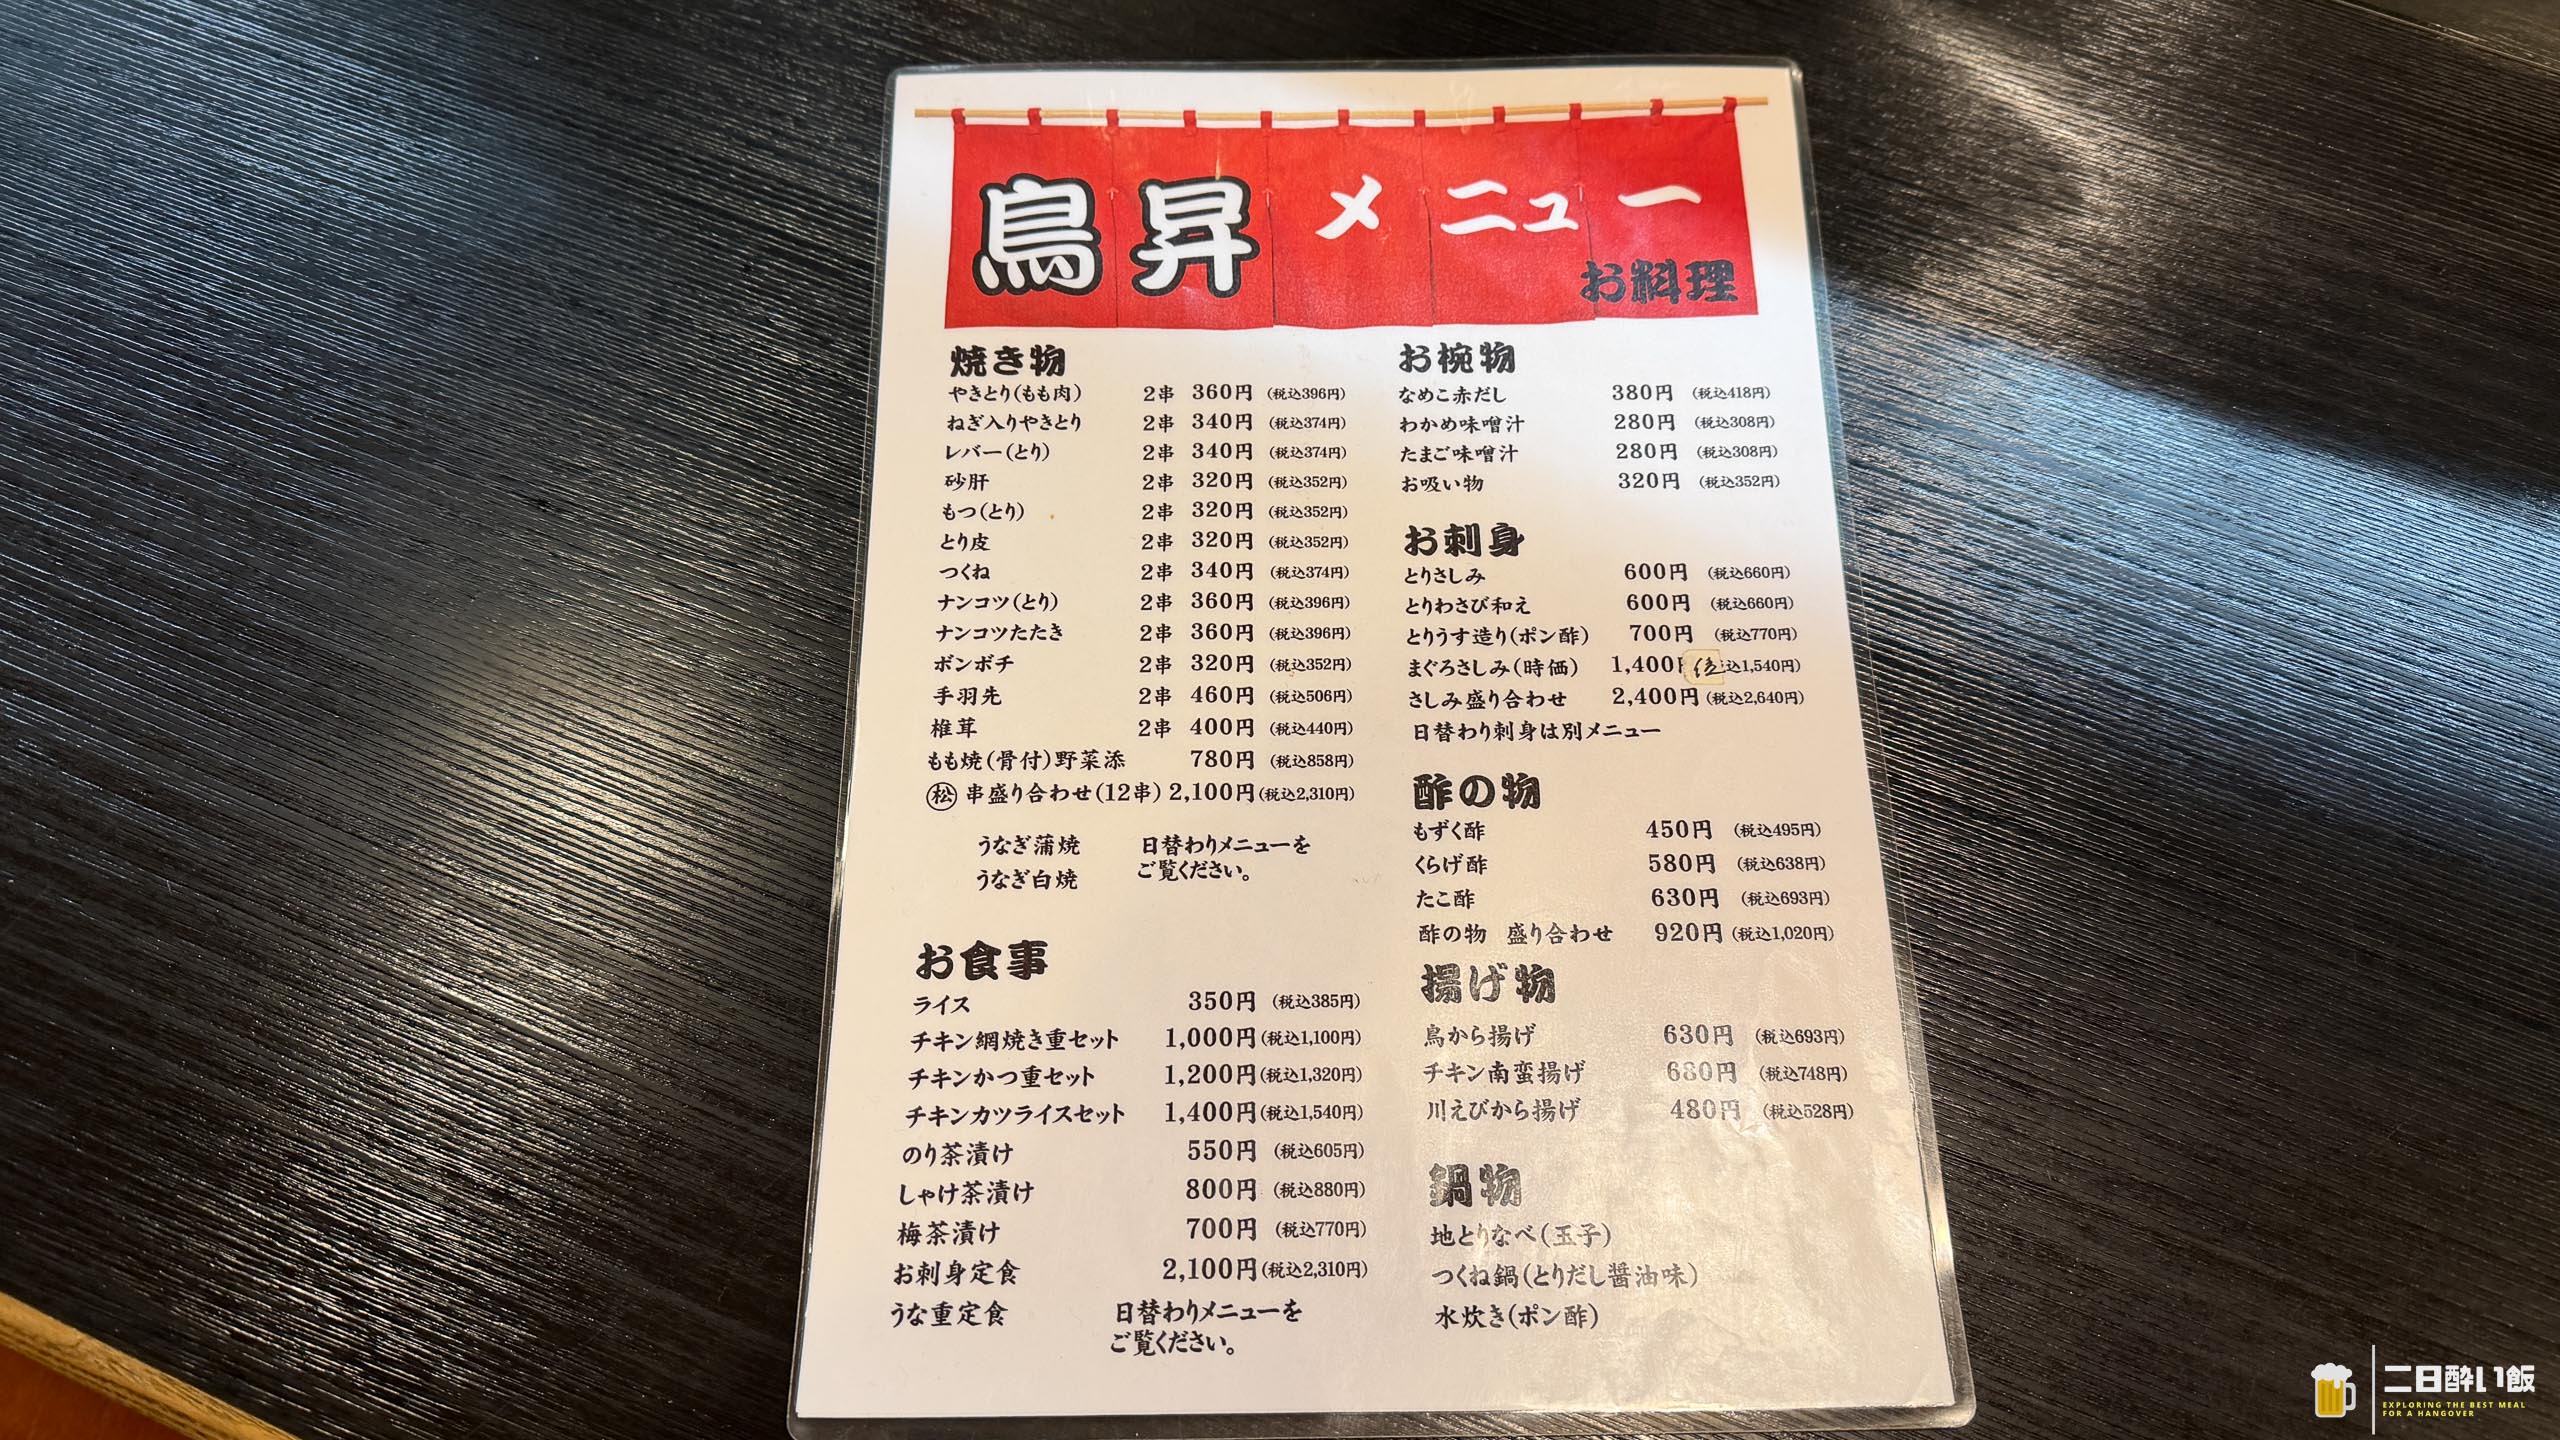 鳥昇 メニュー
お料理
焼き物
やきとり(もも肉) 2串 360円 (税込396円)
ねぎ入りやきとり 2串 340円 (税込374円)
レバー(とり) 2串 340円 (税込374円)
砂肝 2串 320円 (税込352円)
もつ(とり) 2串 320円 (税込352円)
とり皮 2串 320円 (税込352円)
つくね 2串 340円 (税込374円)
ナンコツ(とり) 2串 360円 (税込396円)
ナンコツたたき 2串 360円 (税込396円)
ボンボチ 2串 320円 (税込352円)
手羽先 2串 460円 (税込506円)
椎茸 2串 400円 (税込440円)
もも焼(骨付)野菜添 780円 (税込858円)
松 串盛り合わせ(12串) 2,100円(税込2,310円)
うなぎ蒲焼 日替わりメニューを
うなぎ白焼 ご覧ください。
お食事
ライス 350円 (税込385円)
チキン網焼き重セット 1,000円(税込1,100円)
チキンかつ重セット 1,200円(税込1,320円)
チキンカツライスセット 1,400円(税込1,540円)
のり茶漬け 550円 (税込605円)
しゃけ茶漬け 800円 (税込880円)
梅茶漬け 700円 (税込770円)
お刺身定食 2,100円(税込2,310円)
うな重定食 日替わりメニューを
ご覧ください。
お椀物
なめこ赤だし 380円 (税込418円)
わかめ味噌汁 280円 (税込308円)
たまご味噌汁 280円 (税込308円)
お吸い物 320円 (税込352円)
お刺身
とりさしみ 600円 (税込660円)
とりわさび和え 600円 (税込660円)
とりうす造り(ポン酢) 700円 (税込770円)
まぐろさしみ(時価) 1,400 位 込1,540円)
さしみ盛り合わせ 2,400円(税込2,640円)
日替わり刺身は別メニュー
酢の物
もずく酢 450円 (税込495円)
くらげ酢 580円 (税込638円)
たこ酢 630円 (税込693円)
酢の物 盛り合わせ 920円 (税込1,020円)
揚げ物
鳥から揚げ 630円 (税込693円)
チキン南蛮揚げ 680円 (税込748円)
川えびから揚げ 480円 (税込528円)
鍋物
地とりなべ(玉子)
つくね鍋(とりだし醤油味)
水炊き(ポン酢)
二日酔い飯
EXPLORING THE BEST MEAL
FOR A HANGOVER